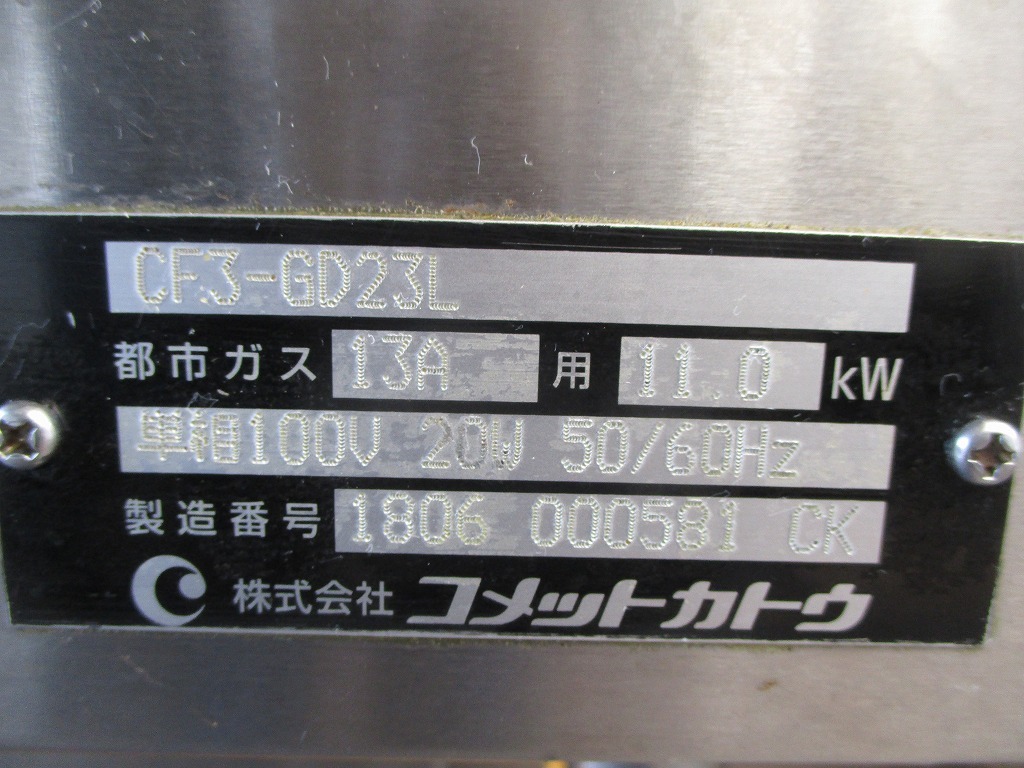 CF3-GD23L
都市ガス 13A 用 11.0 kW
単相100V 20W 50/60Hz
製造番号 1806 000581 CK
株式会社 コメットカトウ